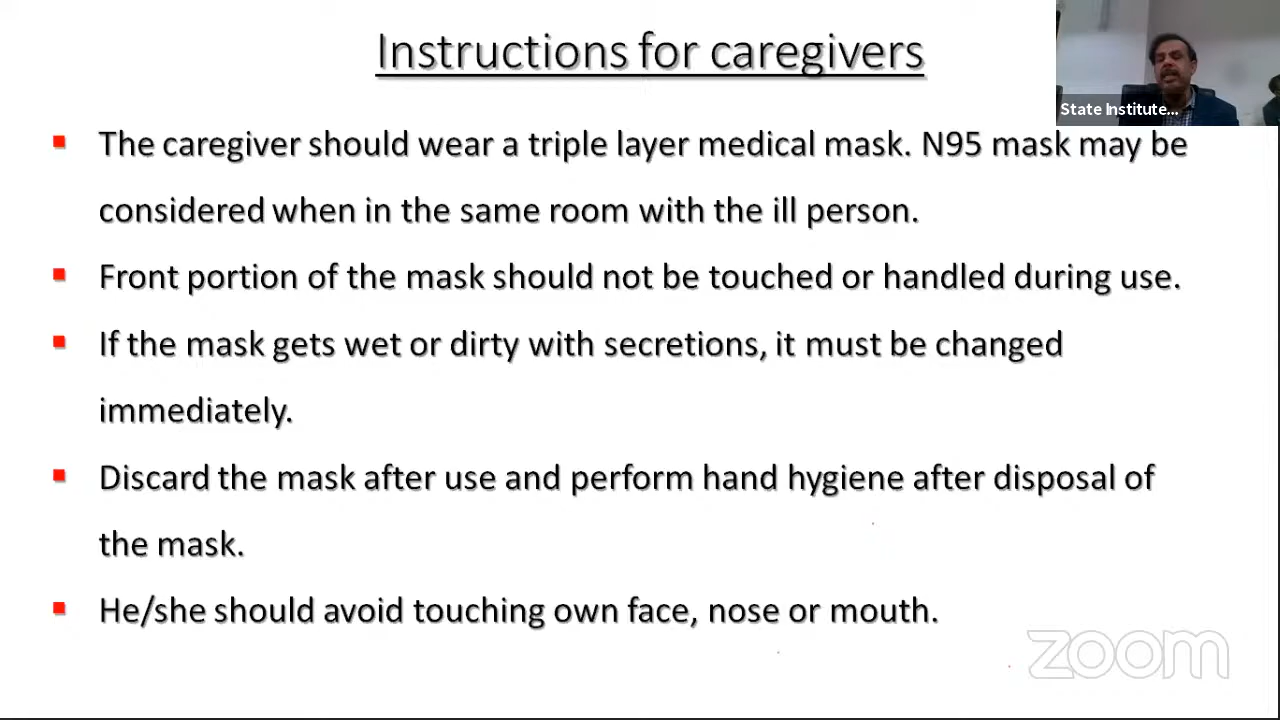 Instructions for caregivers
State Institute...
▪ The caregiver should wear a triple layer medical mask. N95 mask may be
considered when in the same room with the ill person.
▪ Front portion of the mask should not be touched or handled during use.
▪ If the mask gets wet or dirty with secretions, it must be changed
immediately.
▪ Discard the mask after use and perform hand hygiene after disposal of
the mask.
▪ He/she should avoid touching own face, nose or mouth.
zoom